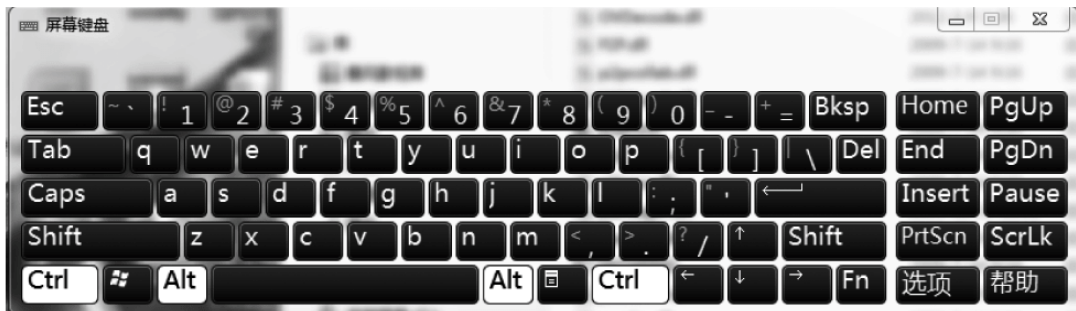 屏幕键盘
Esc ~ ` ! 1 @ 2 # 3 $ 4 % 5 ^ 6 & 7 * 8 ( 9 ) 0 _ - + = Bksp Home PgUp
Tab q w e r t y u i o p { [ } ] | \ Del End PgDn
Caps a s d f g h j k l : ; " ' Insert Pause
Shift z x c v b n m < , > . ? / ↑ Shift PrtScn ScrLk
Ctrl Alt Alt Ctrl ← ↓ → Fn 选项 帮助